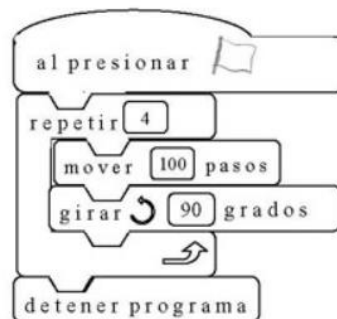 al presionar
repetir 4
mover 100 pasos
girar 90 grados
detener programa